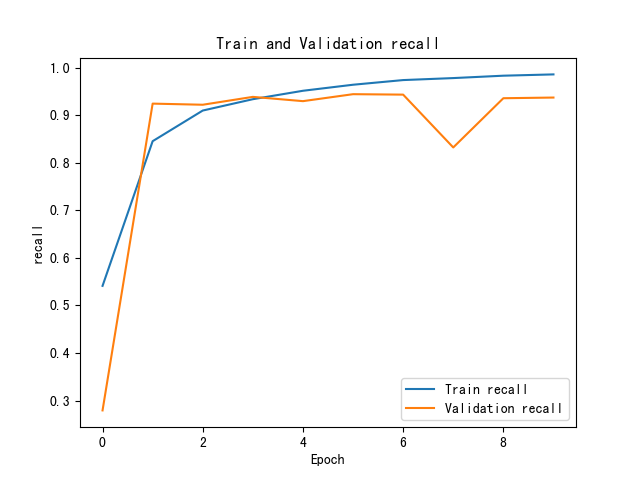 Train and Validation recall
1.0
0.9
0.8
0.7
0.6
0.5
0.4
0.3
recall
Train recall
Validation recall
0 2 4 6 8
Epoch